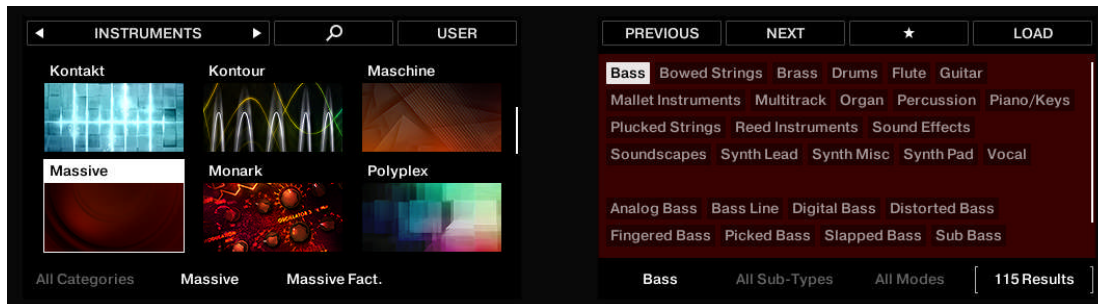 ◀ INSTRUMENTS ▶ USER
Kontakt Kontour Maschine
Massive Monark Polyplex
All Categories Massive Massive Fact.
PREVIOUS NEXT ★ LOAD
Bass Bowed Strings Brass Drums Flute Guitar
Mallet Instruments Multitrack Organ Percussion Piano/Keys
Plucked Strings Reed Instruments Sound Effects
Soundscapes Synth Lead Synth Misc Synth Pad Vocal
Analog Bass Bass Line Digital Bass Distorted Bass
Fingered Bass Picked Bass Slapped Bass Sub Bass
Bass All Sub-Types All Modes 115 Results